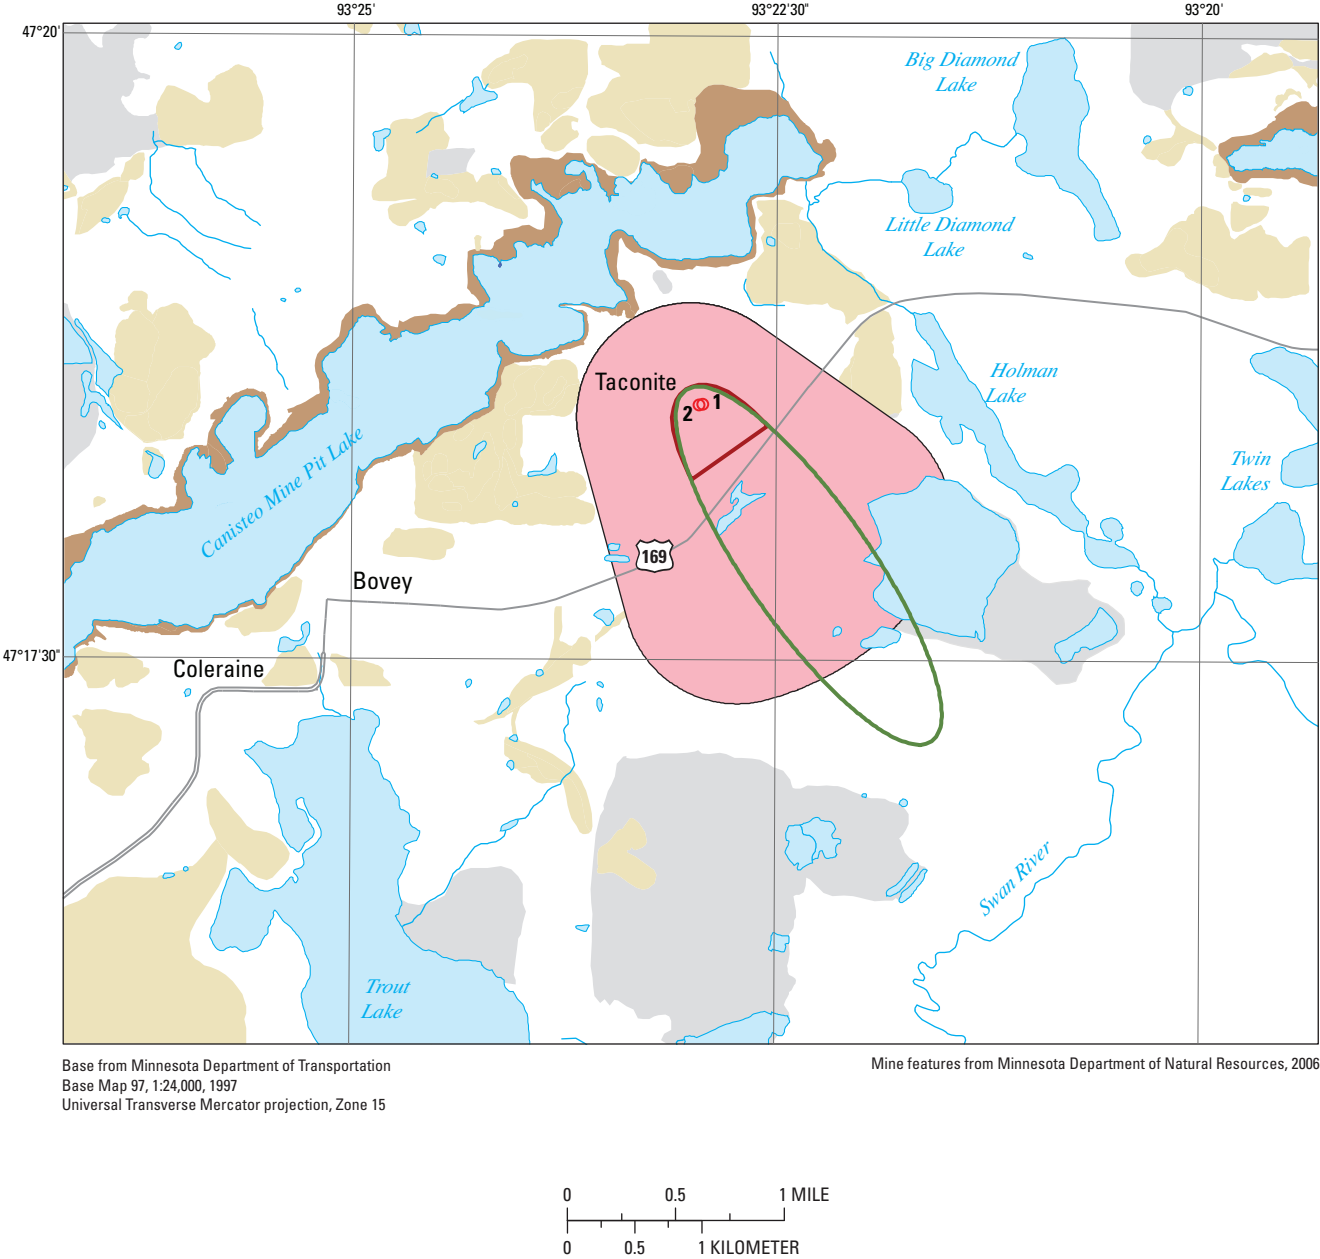 93°25'
93°22'30"
93°20'
47°20'
Big Diamond
Lake
Little Diamond
Lake
Holman
Lake
Taconite
1
2
Twin
Lakes
Canisteo Mine Pit Lake
169
Bovey
47°17'30"
Coleraine
Swan River
Trout
Lake
Base from Minnesota Department of Transportation
Base Map 97, 1:24,000, 1997
Universal Transverse Mercator projection, Zone 15
Mine features from Minnesota Department of Natural Resources, 2006
0 0.5 1 MILE
0 0.5 1 KILOMETER